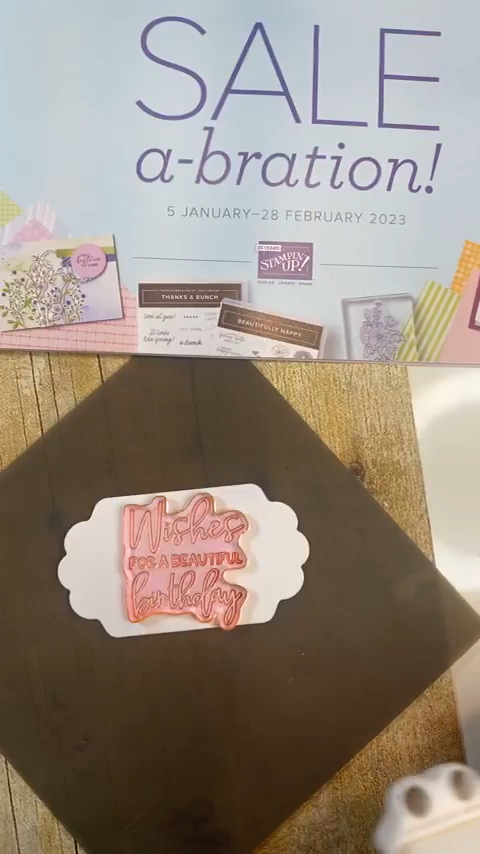 SALE
a-bration!
5 JANUARY–28 FEBRUARY 2023
STAMPIN' UP!
THANKS A BUNCH
BEAUTIFULLY HAPPY
a bunch
Wishes
FOR A BEAUTIFUL
birthday